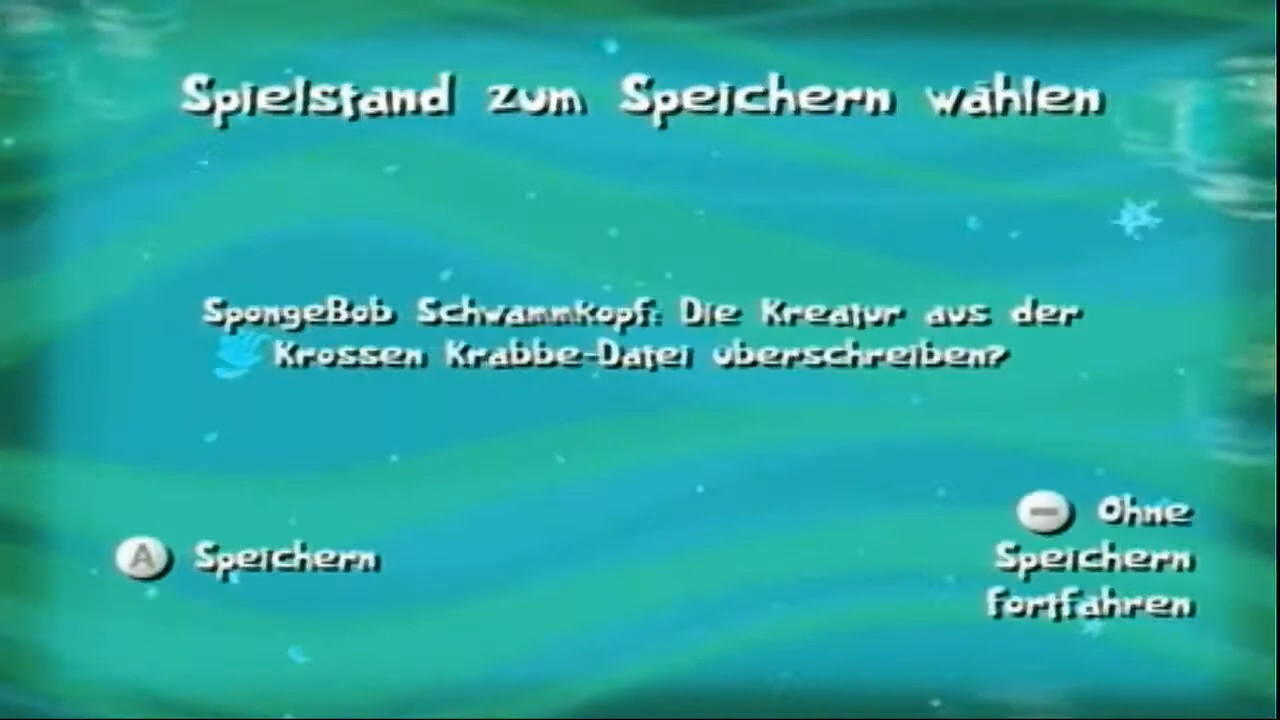 Spielstand zum Speichern wählen
SpongeBob Schwammkopf: Die Kreatur aus der
Krossen Krabbe-Datei überschreiben?
A Speichern
- Ohne
Speichern
fortfahren